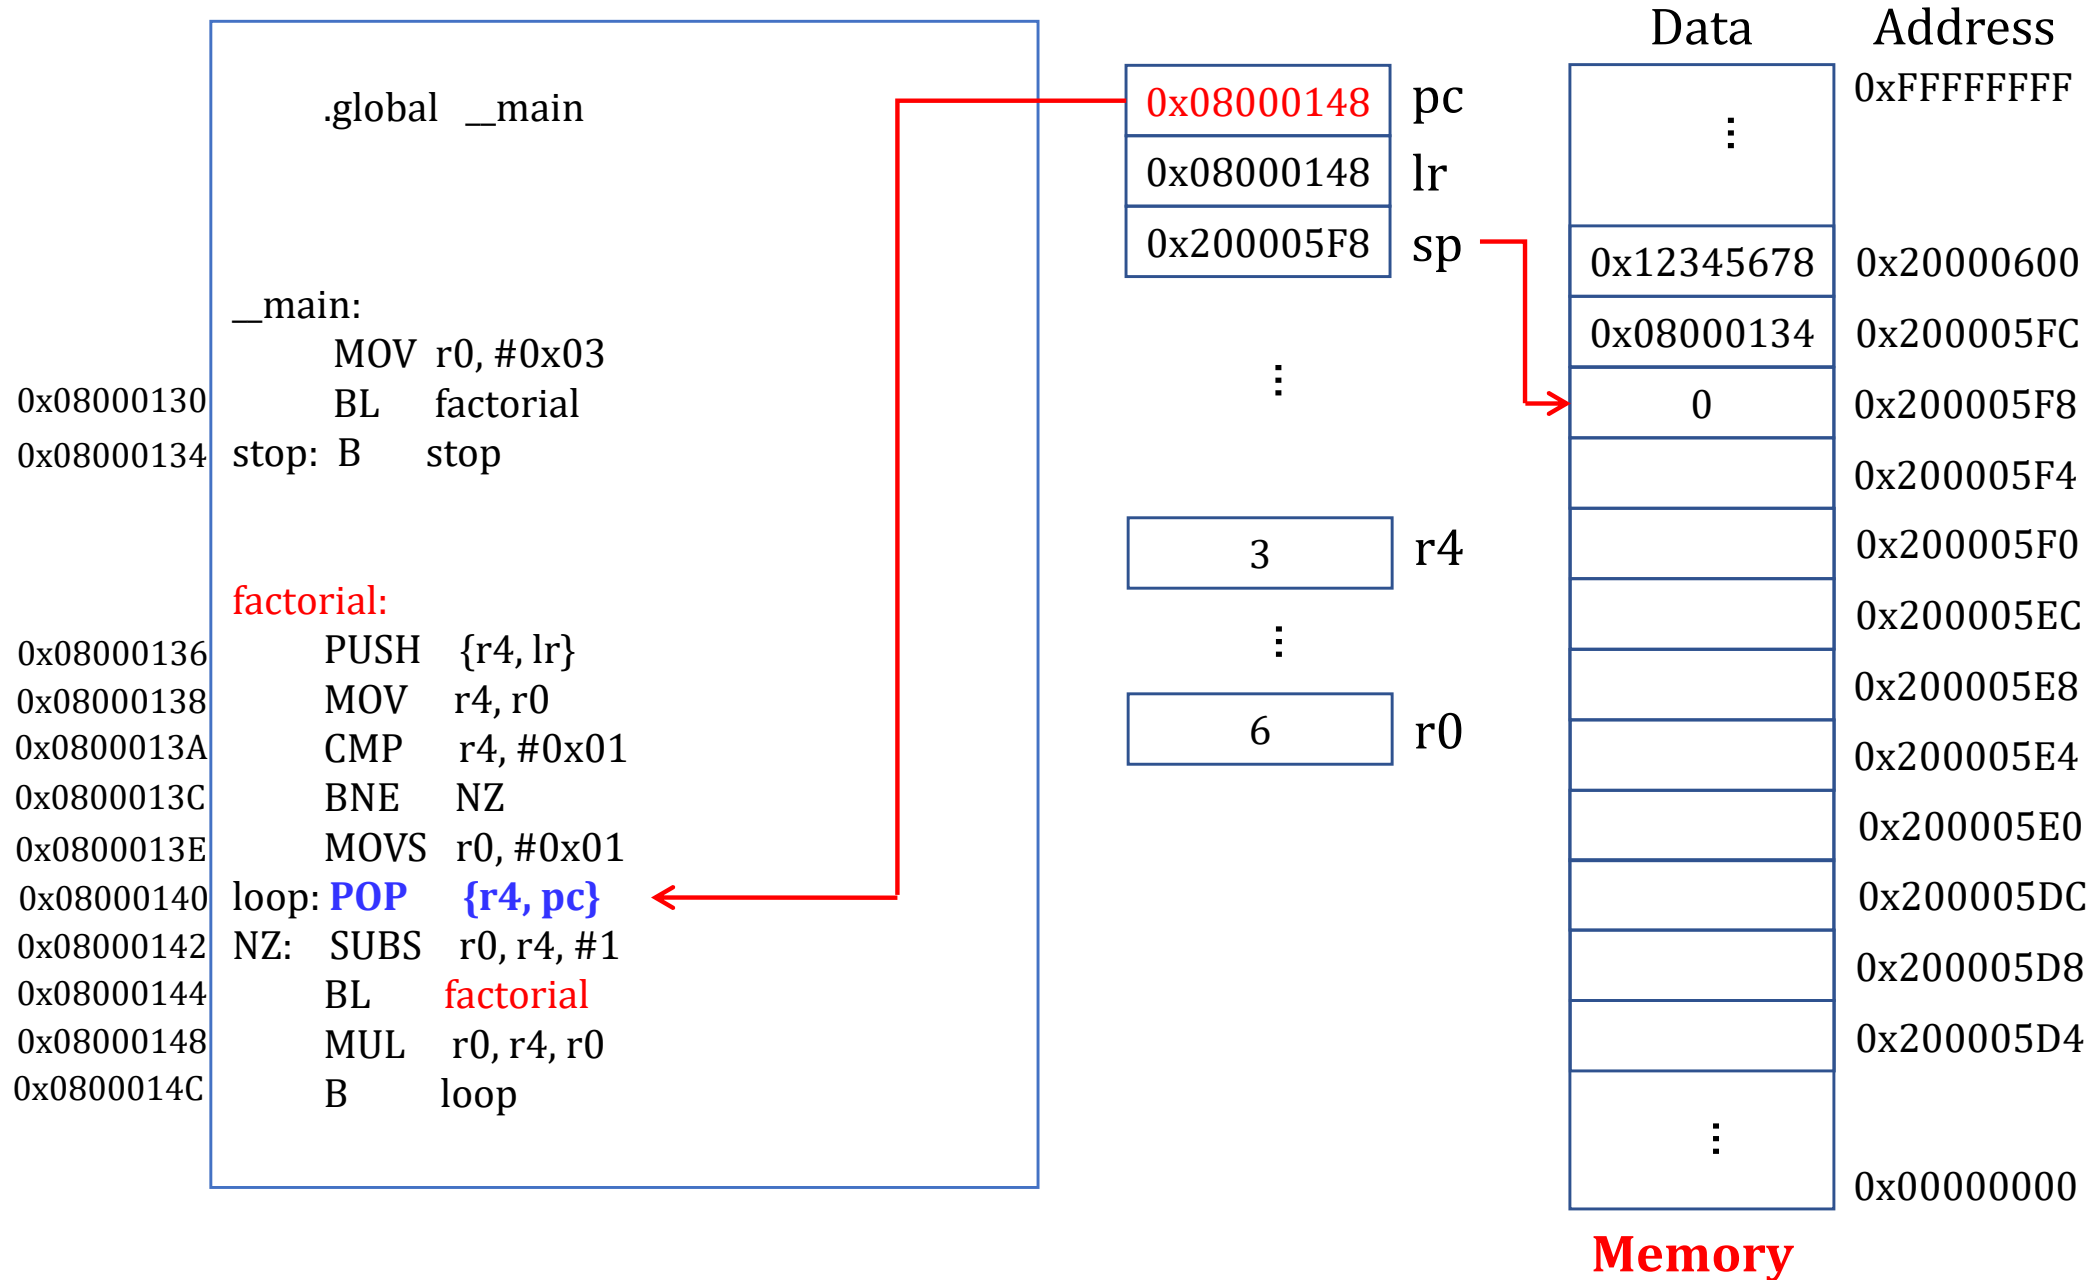 .global __main
__main:
MOV r0, #0x03
0x08000130 BL factorial
0x08000134 stop: B stop
factorial:
0x08000136 PUSH {r4, lr}
0x08000138 MOV r4, r0
0x0800013A CMP r4, #0x01
0x0800013C BNE NZ
0x0800013E MOVS r0, #0x01
0x08000140 loop: POP {r4, pc}
0x08000142 NZ: SUBS r0, r4, #1
0x08000144 BL factorial
0x08000148 MUL r0, r4, r0
0x0800014C B loop
0x08000148 pc
0x08000148 lr
0x200005F8 sp
⋮
3 r4
⋮
6 r0
Data Address
0xFFFFFFFF
⋮
0x12345678 0x20000600
0x08000134 0x200005FC
0 0x200005F8
0x200005F4
0x200005F0
0x200005EC
0x200005E8
0x200005E4
0x200005E0
0x200005DC
0x200005D8
0x200005D4
⋮
0x00000000
Memory